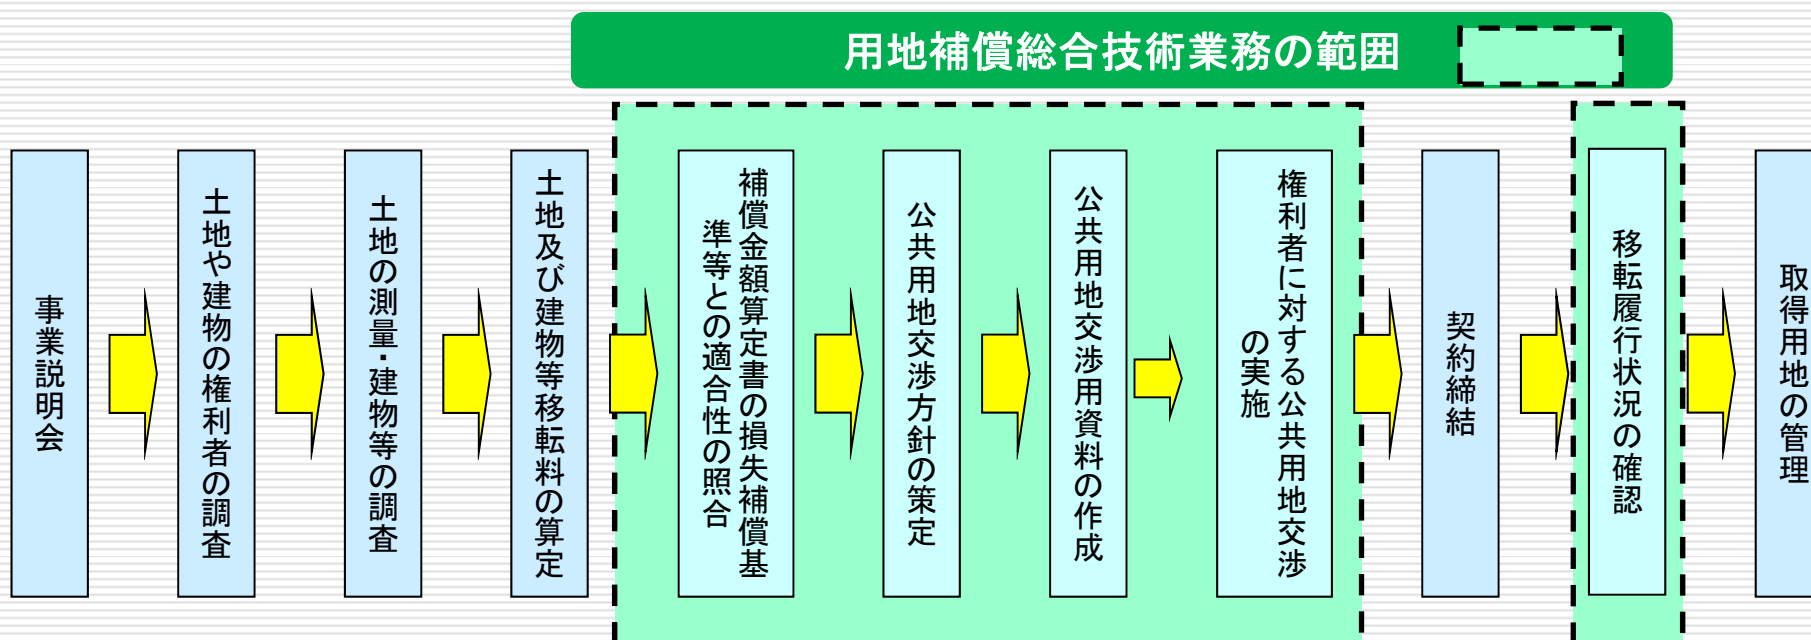 用地補償総合技術業務の範囲
事業説明会
土地や建物の権利者の調査
土地の測量・建物等の調査
土地及び建物等移転料の算定
補償金額算定書の損失補償基
準等との適合性の照合
公共用地交渉方針の策定
公共用地交渉用資料の作成
権利者に対する公共用地交渉
の実施
契約締結
移転履行状況の確認
取得用地の管理